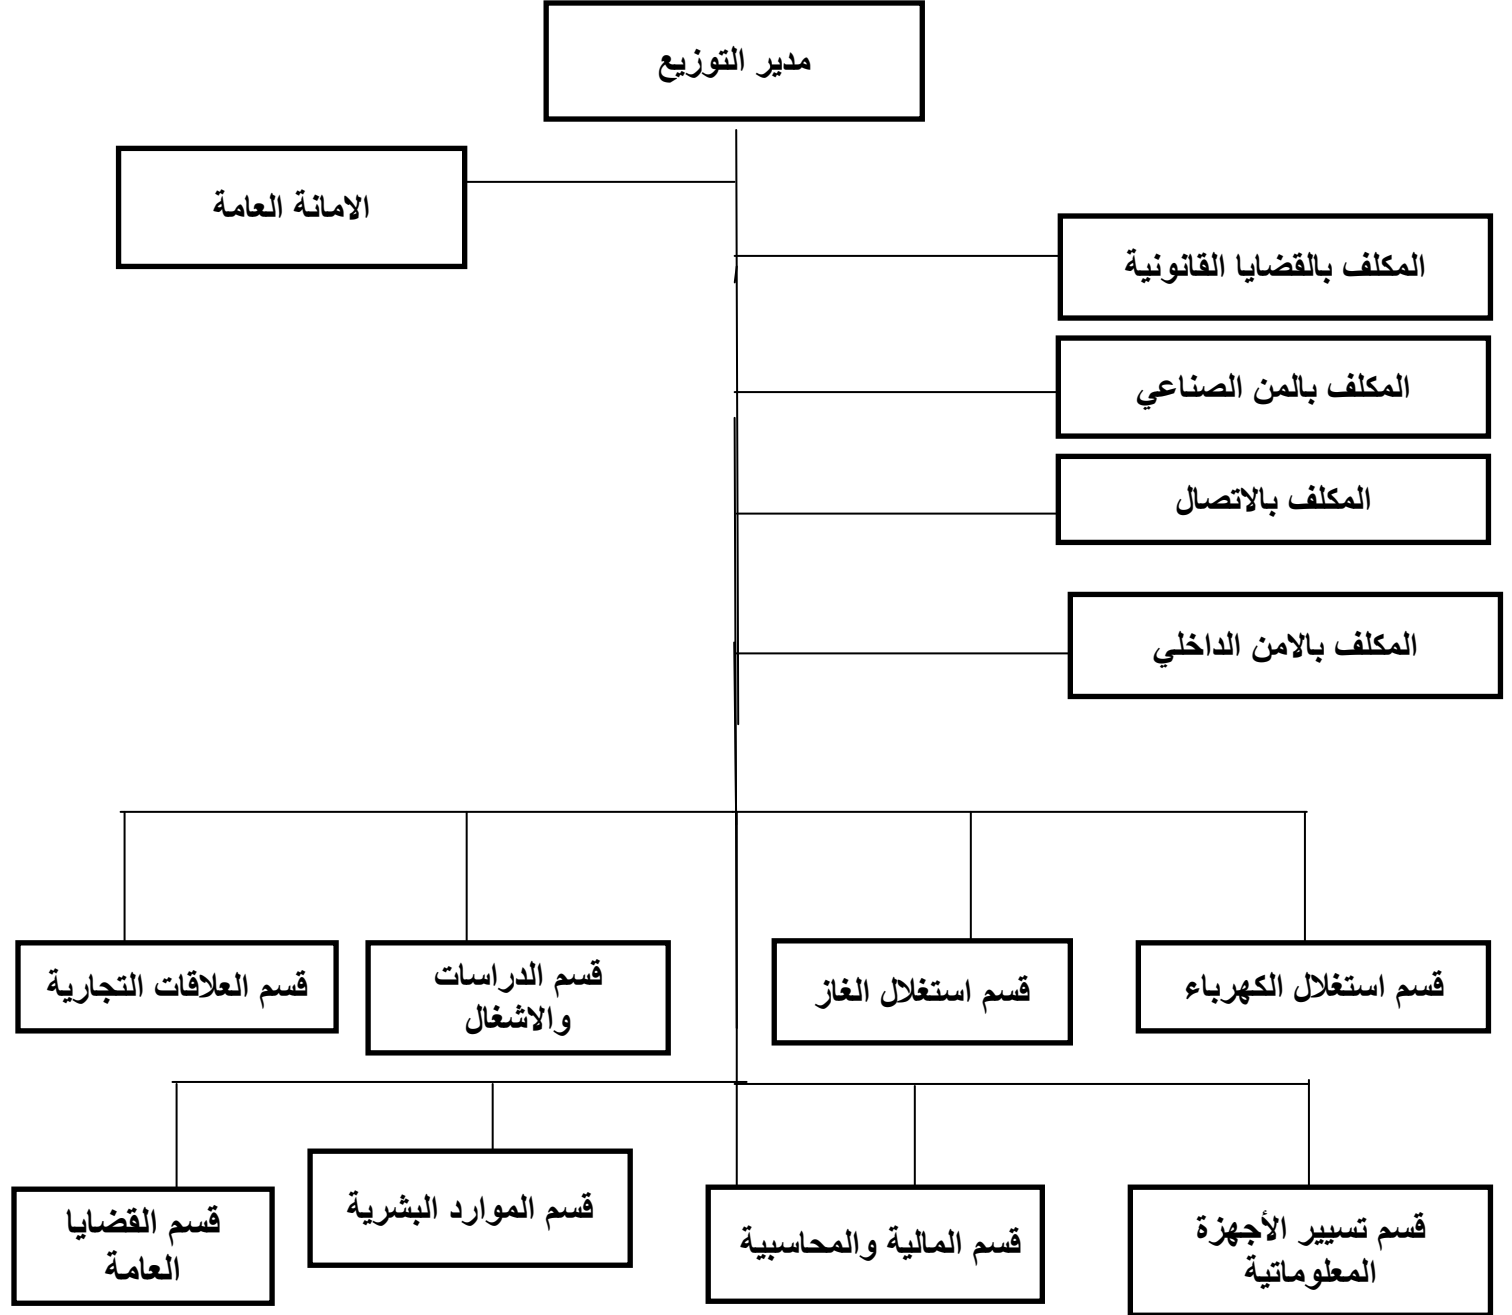 مدير التوزيع
الامانة العامة
المكلف بالقضايا القانونية
المكلف بالمن الصناعي
المكلف بالاتصال
المكلف بالامن الداخلي
قسم استغلال الكهرباء
قسم استغلال الغاز
قسم الدراسات
والاشغال
قسم العلاقات التجارية
قسم تسيير الأجهزة
المعلوماتية
قسم المالية والمحاسبية
قسم الموارد البشرية
قسم القضايا
العامة